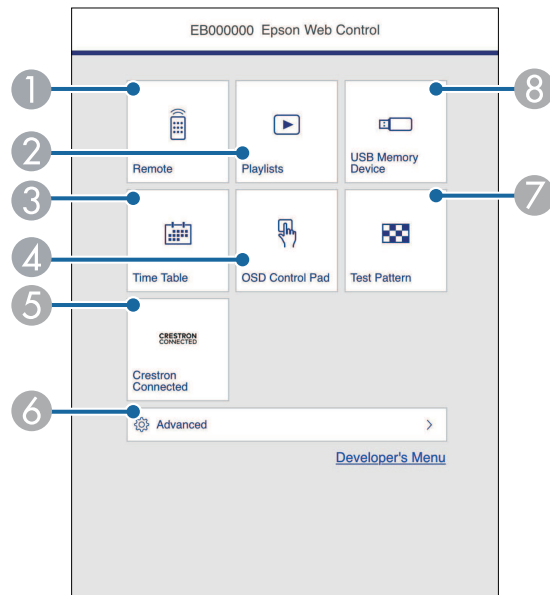 EB000000 Epson Web Control
1
8
2
Remote
Playlists
USB Memory
Device
3
7
4
Time Table
OSD Control Pad
Test Pattern
5
CRESTRON
CONNECTED
Crestron
Connected
6
Advanced
Developer's Menu